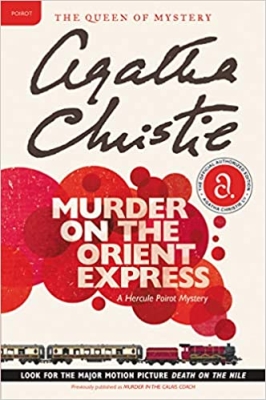 POIROT
THE QUEEN OF MYSTERY
Agatha
Christie
THE OFFICIAL AUTHORIZED EDITION
AGATHA CHRISTIE
a.
MURDER
ON THE
ORIENT
EXPRESS
A Hercule Poirot Mystery
LOOK FOR THE MAJOR MOTION PICTURE DEATH ON THE NILE
Previously published as MURDER IN THE CALAIS COACH